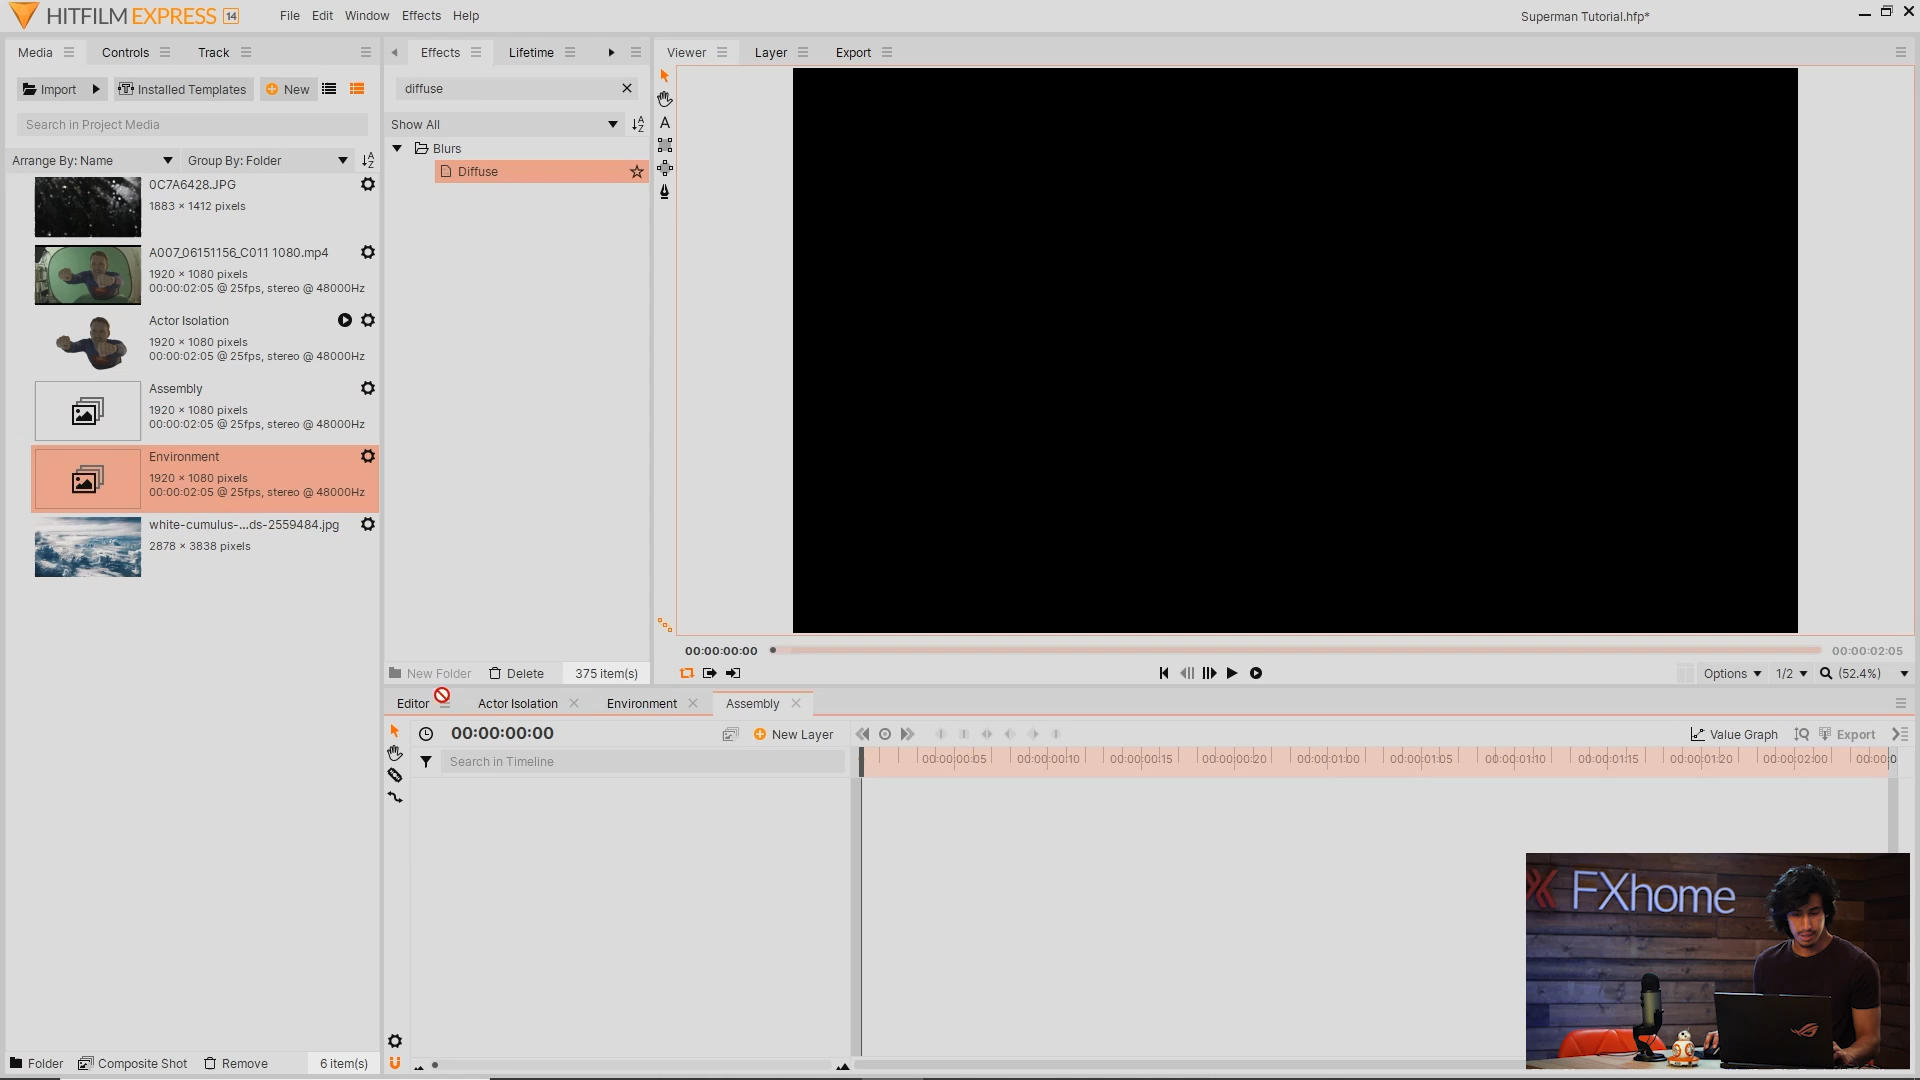 HITFILM EXPRESS 14
File Edit Window Effects Help
Superman Tutorial.hfp*
Media Controls Track
Effects Lifetime
Viewer Layer Export
Import Installed Templates New
diffuse
Search in Project Media
Show All
Arrange By: Name Group By: Folder
Blurs
Diffuse
0C7A6428.JPG
1883 × 1412 pixels
A007_06151156_C011 1080.mp4
1920 × 1080 pixels
00:00:02:05 @ 25fps, stereo @ 48000Hz
Actor Isolation
1920 × 1080 pixels
00:00:02:05 @ 25fps, stereo @ 48000Hz
Assembly
1920 × 1080 pixels
00:00:02:05 @ 25fps, stereo @ 48000Hz
Environment
1920 × 1080 pixels
00:00:02:05 @ 25fps, stereo @ 48000Hz
white-cumulus-...ds-2559484.jpg
2878 × 3838 pixels
00:00:00:00 00:00:02:05
New Folder Delete 375 item(s)
Options 1/2 (52.4%)
Editor Actor Isolation Environment Assembly
00:00:00:00 New Layer Value Graph Export
Search in Timeline
00:00:00:05 00:00:00:10 00:00:00:15 00:00:00:20 00:00:01:00 00:00:01:05 00:00:01:10 00:00:01:15 00:00:01:20 00:00:02:00 00:00:0
FXhome
Folder Composite Shot Remove 6 item(s)